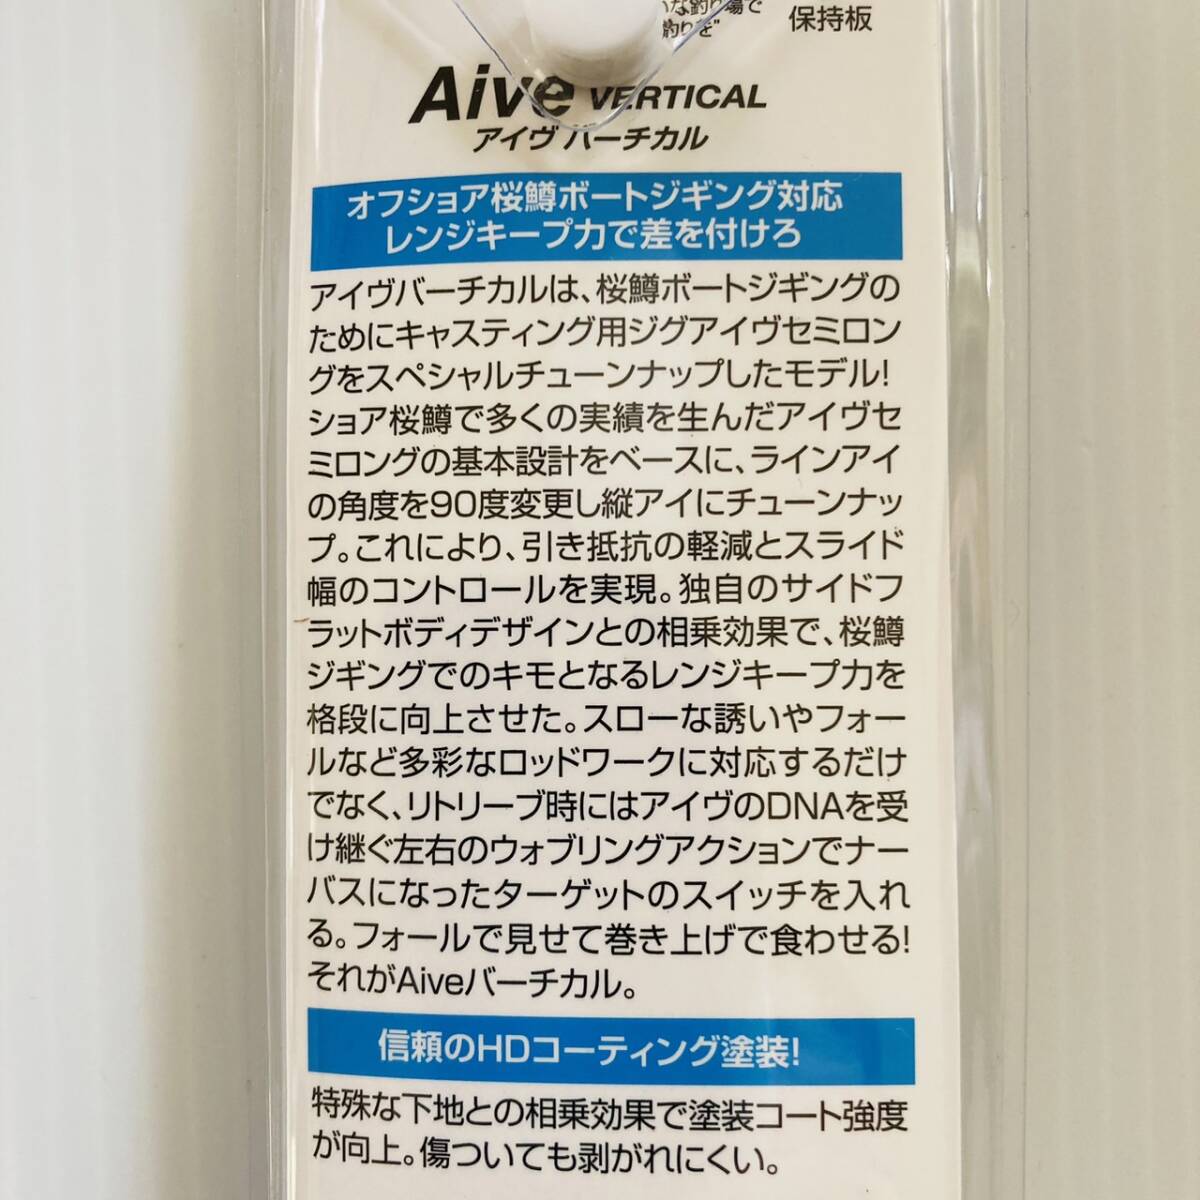 な釣り場で
釣りを"
保持板
Aive VERTICAL
アイヴ バーチカル
オフショア桜鱒ボートジギング対応
レンジキープ力で差を付けろ
アイヴバーチカルは、桜鱒ボートジギングの
ためにキャスティング用ジグアイヴセミロン
グをスペシャルチューンナップしたモデル!
ショア桜鱒で多くの実績を生んだアイヴセ
ミロングの基本設計をベースに、ラインアイ
の角度を90度変更し縦アイにチューンナッ
プ。これにより、引き抵抗の軽減とスライド
幅のコントロールを実現。独自のサイドフ
ラットボディデザインとの相乗効果で、桜鱒
ジギングでのキモとなるレンジキープ力を
格段に向上させた。スローな誘いやフォー
ルなど多彩なロッドワークに対応するだけ
でなく、リトリーブ時にはアイヴのDNAを受
け継ぐ左右のウォブリングアクションでナー
バスになったターゲットのスイッチを入れ
る。フォールで見せて巻き上げで食わせる!
それがAiveバーチカル。
信頼のHDコーティング塗装!
特殊な下地との相乗効果で塗装コート強度
が向上。傷ついても剥がれにくい。